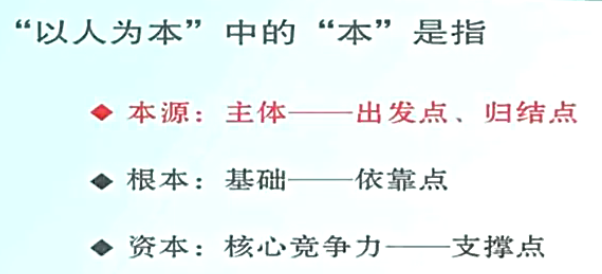 “以人为本”中的“本”是指
本源：主体——出发点、归结点
根本：基础——依靠点
资本：核心竞争力——支撑点